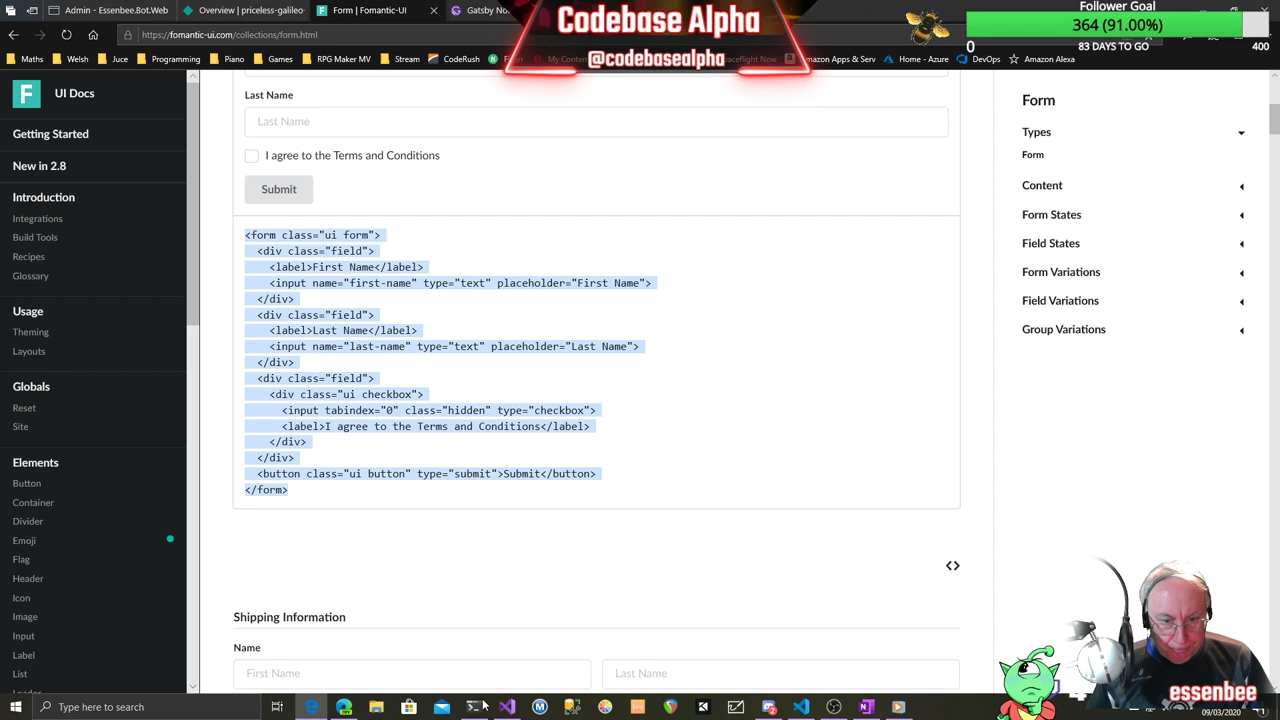 Admin - Essenbee.Bot.Web
Overview | priceless-galileo
Form | Fomantic-UI
Gatsby No
Codebase Alpha
@codebasealpha
Follower Goal
364 (91.00%)
0
83 DAYS TO GO
400
https://fomantic-ui.com/collections/form.html
Maths
Welsh
Juce
Programming
Piano
Games
RPG Maker MV
Stream
CodeRush
My Content
Spaceflight Now
Amazon Apps & Serv
Home - Azure
DevOps
Amazon Alexa
UI Docs
Getting Started
New in 2.8
Introduction
Integrations
Build Tools
Recipes
Glossary
Usage
Theming
Layouts
Globals
Reset
Site
Elements
Button
Container
Divider
Emoji
Flag
Header
Icon
Image
Input
Label
List
Loader
Last Name
Last Name
I agree to the Terms and Conditions
Submit
<form class="ui form">
<div class="field">
<label>First Name</label>
<input name="first-name" type="text" placeholder="First Name">
</div>
<div class="field">
<label>Last Name</label>
<input name="last-name" type="text" placeholder="Last Name">
</div>
<div class="field">
<div class="ui checkbox">
<input tabindex="0" class="hidden" type="checkbox">
<label>I agree to the Terms and Conditions</label>
</div>
</div>
<button class="ui button" type="submit">Submit</button>
</form>
Shipping Information
Name
First Name
Last Name
Form
Types
Form
Content
Form States
Field States
Form Variations
Field Variations
Group Variations
essenbee
Type here to search
09/03/2020